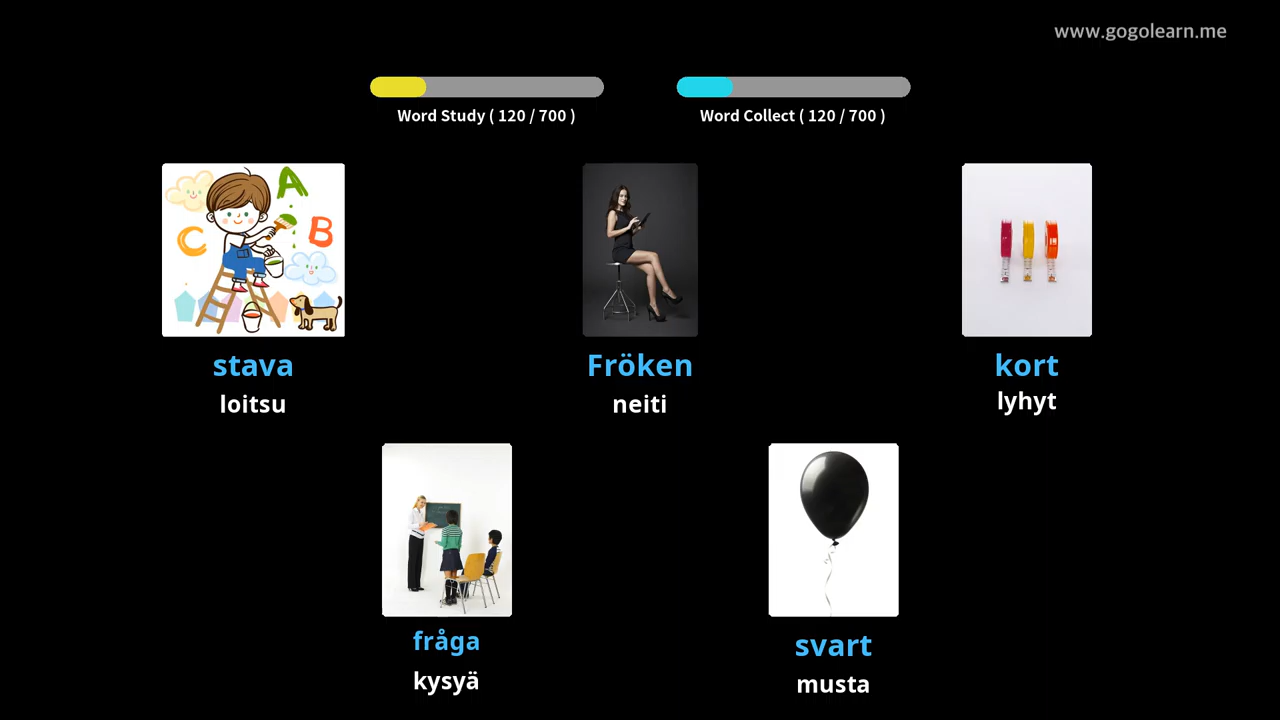 www.gogolearn.me
Word Study ( 120 / 700 )
Word Collect ( 120 / 700 )
A
B
C
stava
loitsu
Fröken
neiti
kort
lyhyt
fråga
kysyä
svart
musta